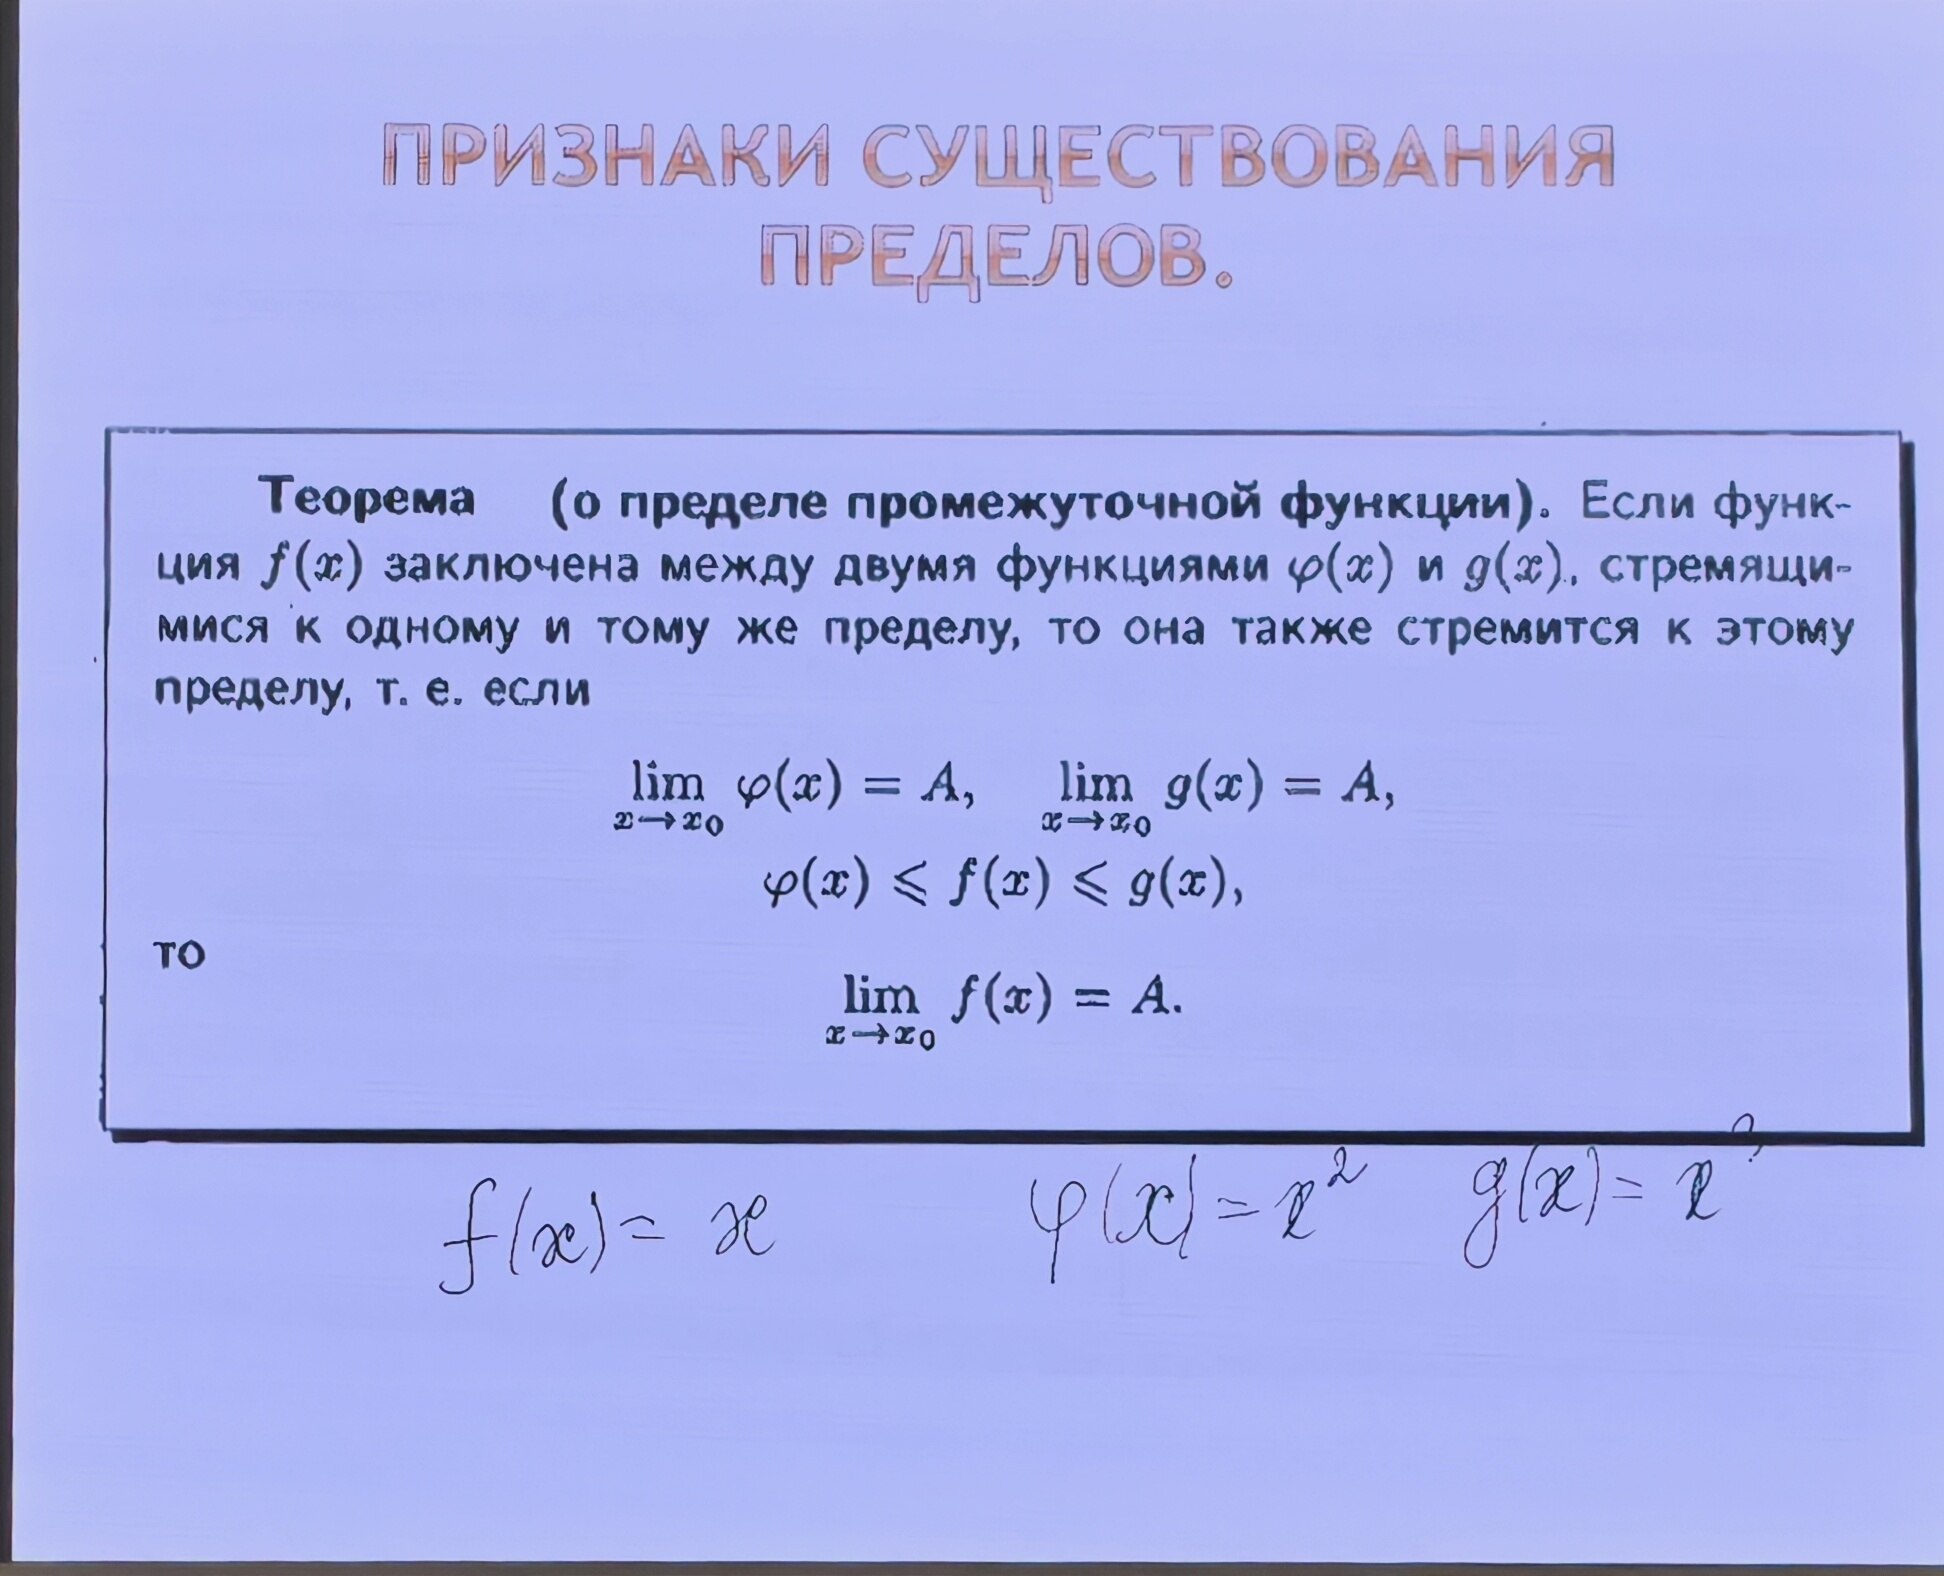 ПРИЗНАКИ СУЩЕСТВОВАНИЯ
ПРЕДЕЛОВ.
Теорема (о пределе промежуточной функции). Если функ-
ция f(x) заключена между двумя функциями φ(x) и g(x), стремящи-
мися к одному и тому же пределу, то она также стремится к этому
пределу, т. е. если
lim φ(x) = A, lim g(x) = A,
x→x₀ x→x₀
φ(x) ⩽ f(x) ⩽ g(x),
то
lim f(x) = A.
x→x₀
f(x) = x φ(x) = x² g(x) = x